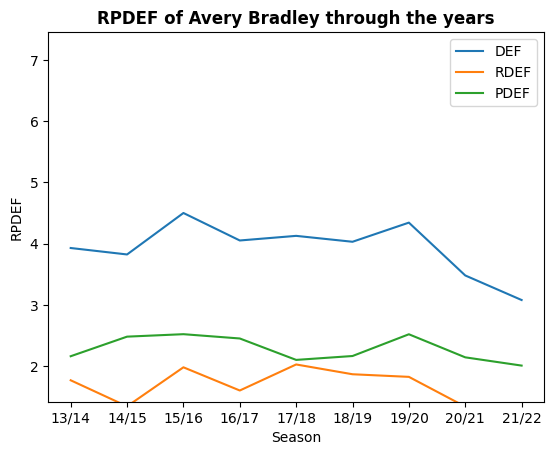 RPDEF of Avery Bradley through the years
DEF
RDEF
PDEF
7
6
5
4
3
2
RPDEF
13/14 14/15 15/16 16/17 17/18 18/19 19/20 20/21 21/22
Season